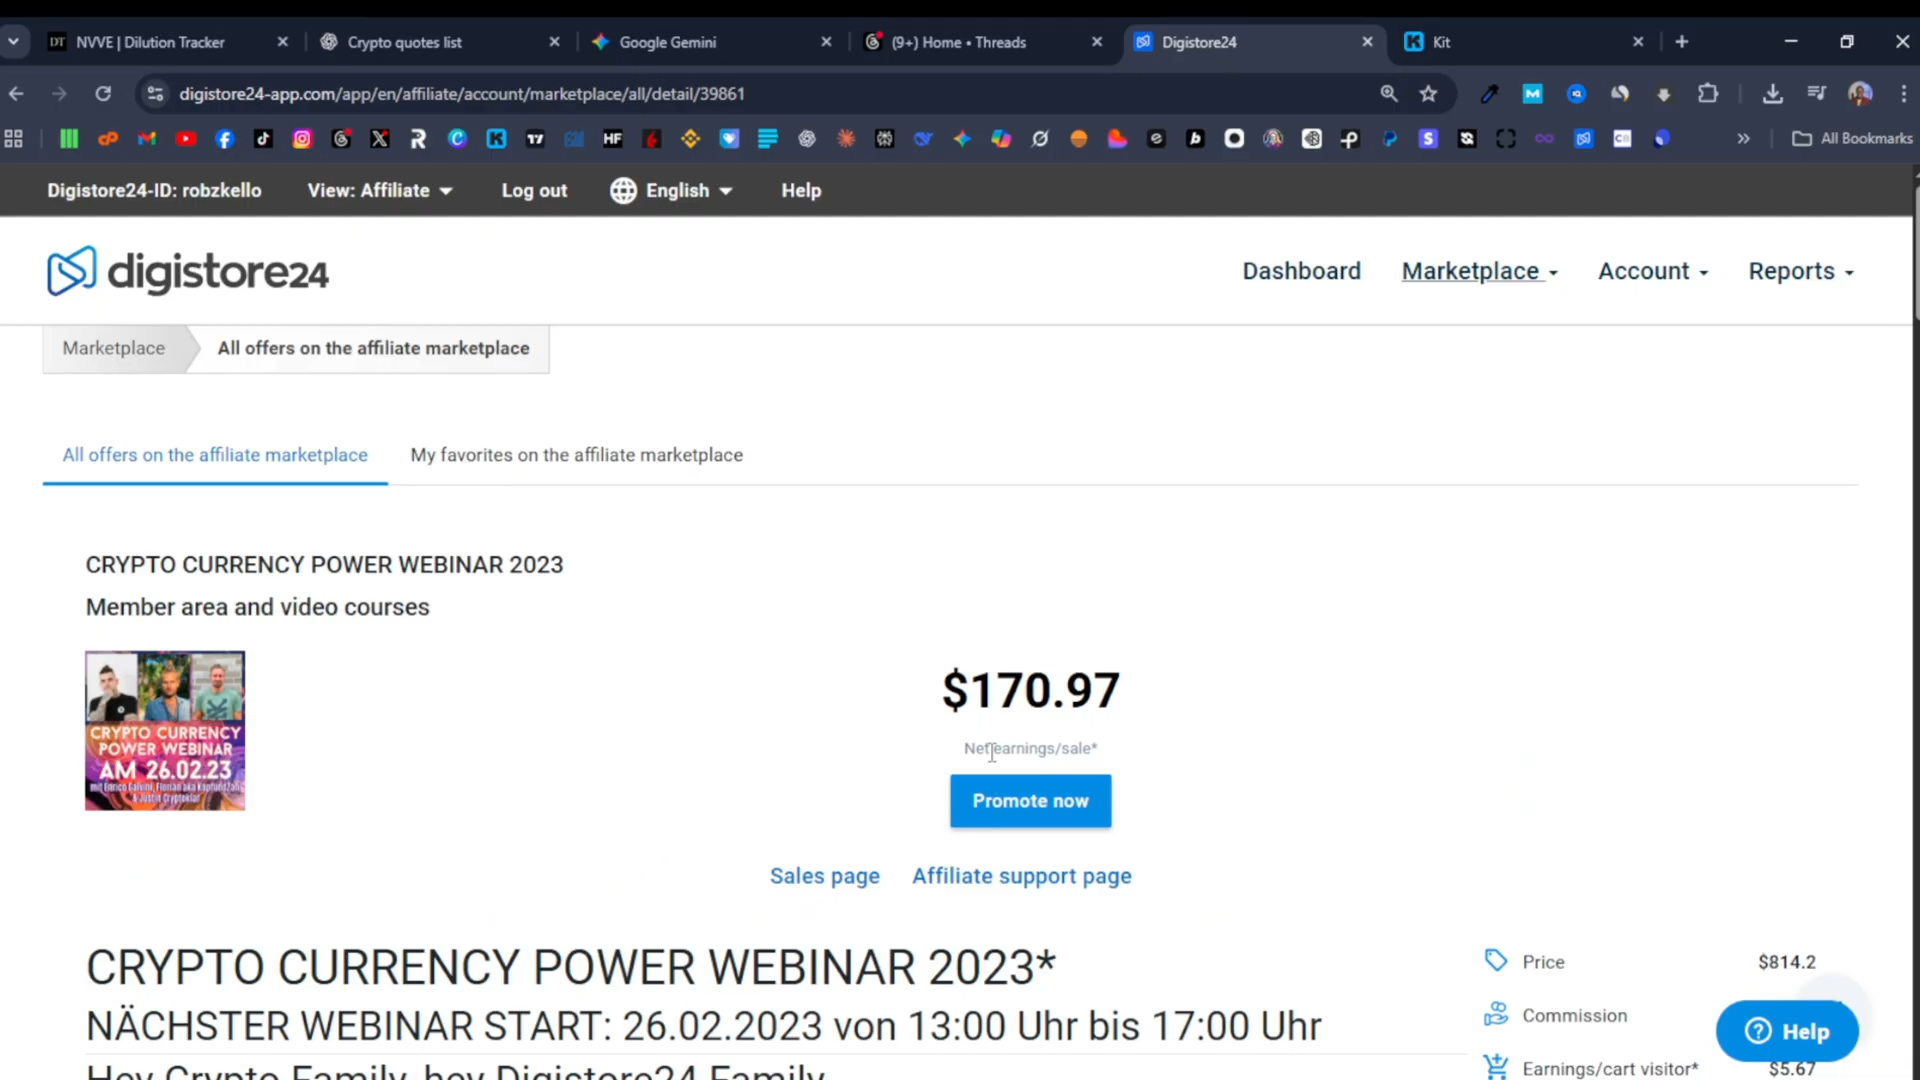 NVVE | Dilution Tracker
Crypto quotes list
Google Gemini
(9+) Home • Threads
Digistore24
Kit
digistore24-app.com/app/en/affiliate/account/marketplace/all/detail/39861
All Bookmarks
Digistore24-ID: robzkello
View: Affiliate
Log out
English
Help
digistore24
Dashboard
Marketplace
Account
Reports
Marketplace
All offers on the affiliate marketplace
All offers on the affiliate marketplace
My favorites on the affiliate marketplace
CRYPTO CURRENCY POWER WEBINAR 2023
Member area and video courses
CRYPTO CURRENCY
POWER WEBINAR
AM 26.02.23
$170.97
Net earnings/sale*
Promote now
Sales page
Affiliate support page
CRYPTO CURRENCY POWER WEBINAR 2023*
NÄCHSTER WEBINAR START: 26.02.2023 von 13:00 Uhr bis 17:00 Uhr
Hey Crypto Family, hey Digistore24 Family
Price
$814.2
Commission
Earnings/cart visitor*
$5.67
Help